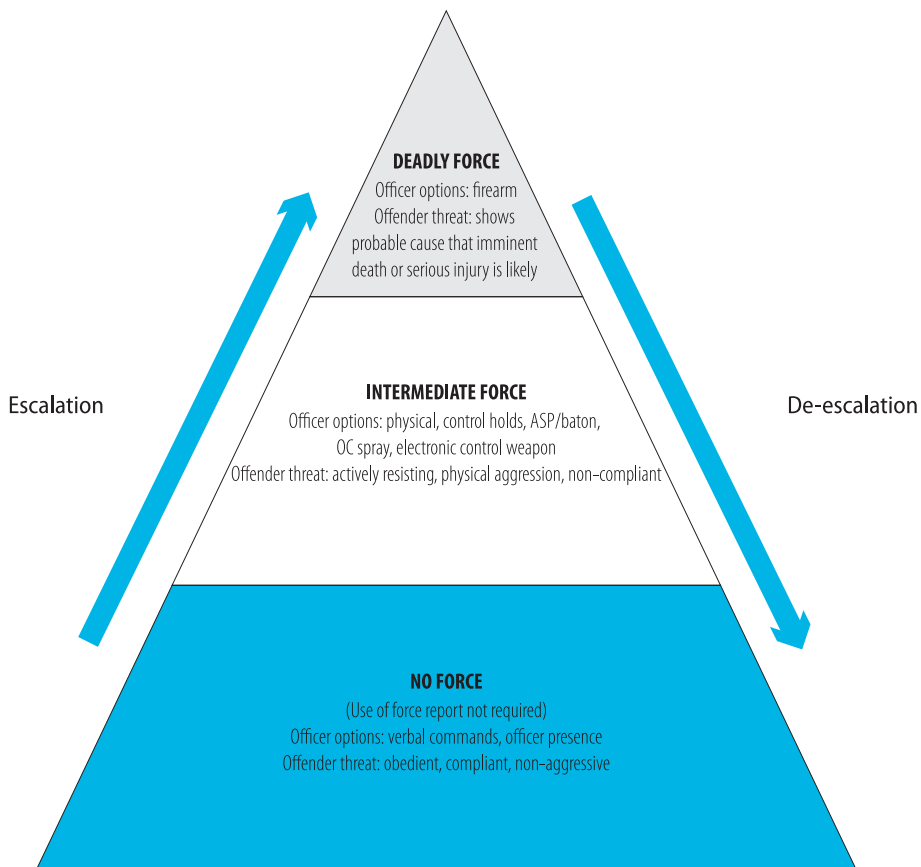 DEADLY FORCE
Officer options: firearm
Offender threat: shows
probable cause that imminent
death or serious injury is likely
Escalation
De-escalation
INTERMEDIATE FORCE
Officer options: physical, control holds, ASP/baton,
OC spray, electronic control weapon
Offender threat: actively resisting, physical aggression, non-compliant
NO FORCE
(Use of force report not required)
Officer options: verbal commands, officer presence
Offender threat: obedient, compliant, non-aggressive